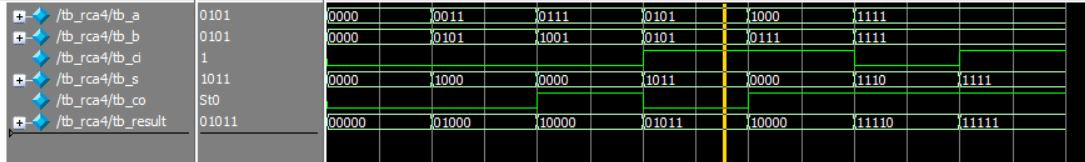 /tb_rca4/tb_a 0101 0000 0011 0111 0101 1000 1111
/tb_rca4/tb_b 0101 0000 0101 1001 0101 0111 1111
/tb_rca4/tb_ci 1
/tb_rca4/tb_s 1011 0000 1000 0000 1011 0000 1110 1111
/tb_rca4/tb_co St0
/tb_rca4/tb_result 01011 00000 01000 10000 01011 10000 11110 11111